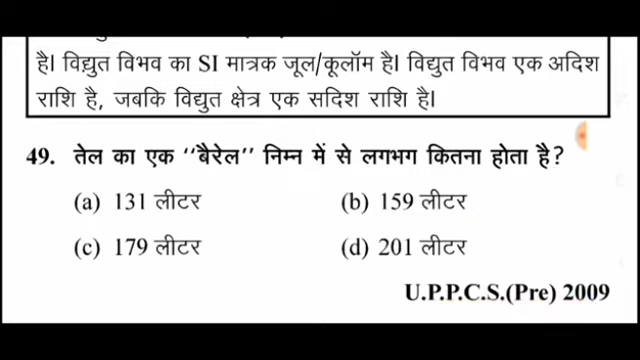 है। विद्युत विभव का SI मात्रक जूल/कूलॉम है। विद्युत विभव एक अदिश
राशि है, जबकि विद्युत क्षेत्र एक सदिश राशि है।
49. तेल का एक ''बैरेल'' निम्न में से लगभग कितना होता है?
(a) 131 लीटर (b) 159 लीटर
(c) 179 लीटर (d) 201 लीटर
U.P.P.C.S.(Pre) 2009